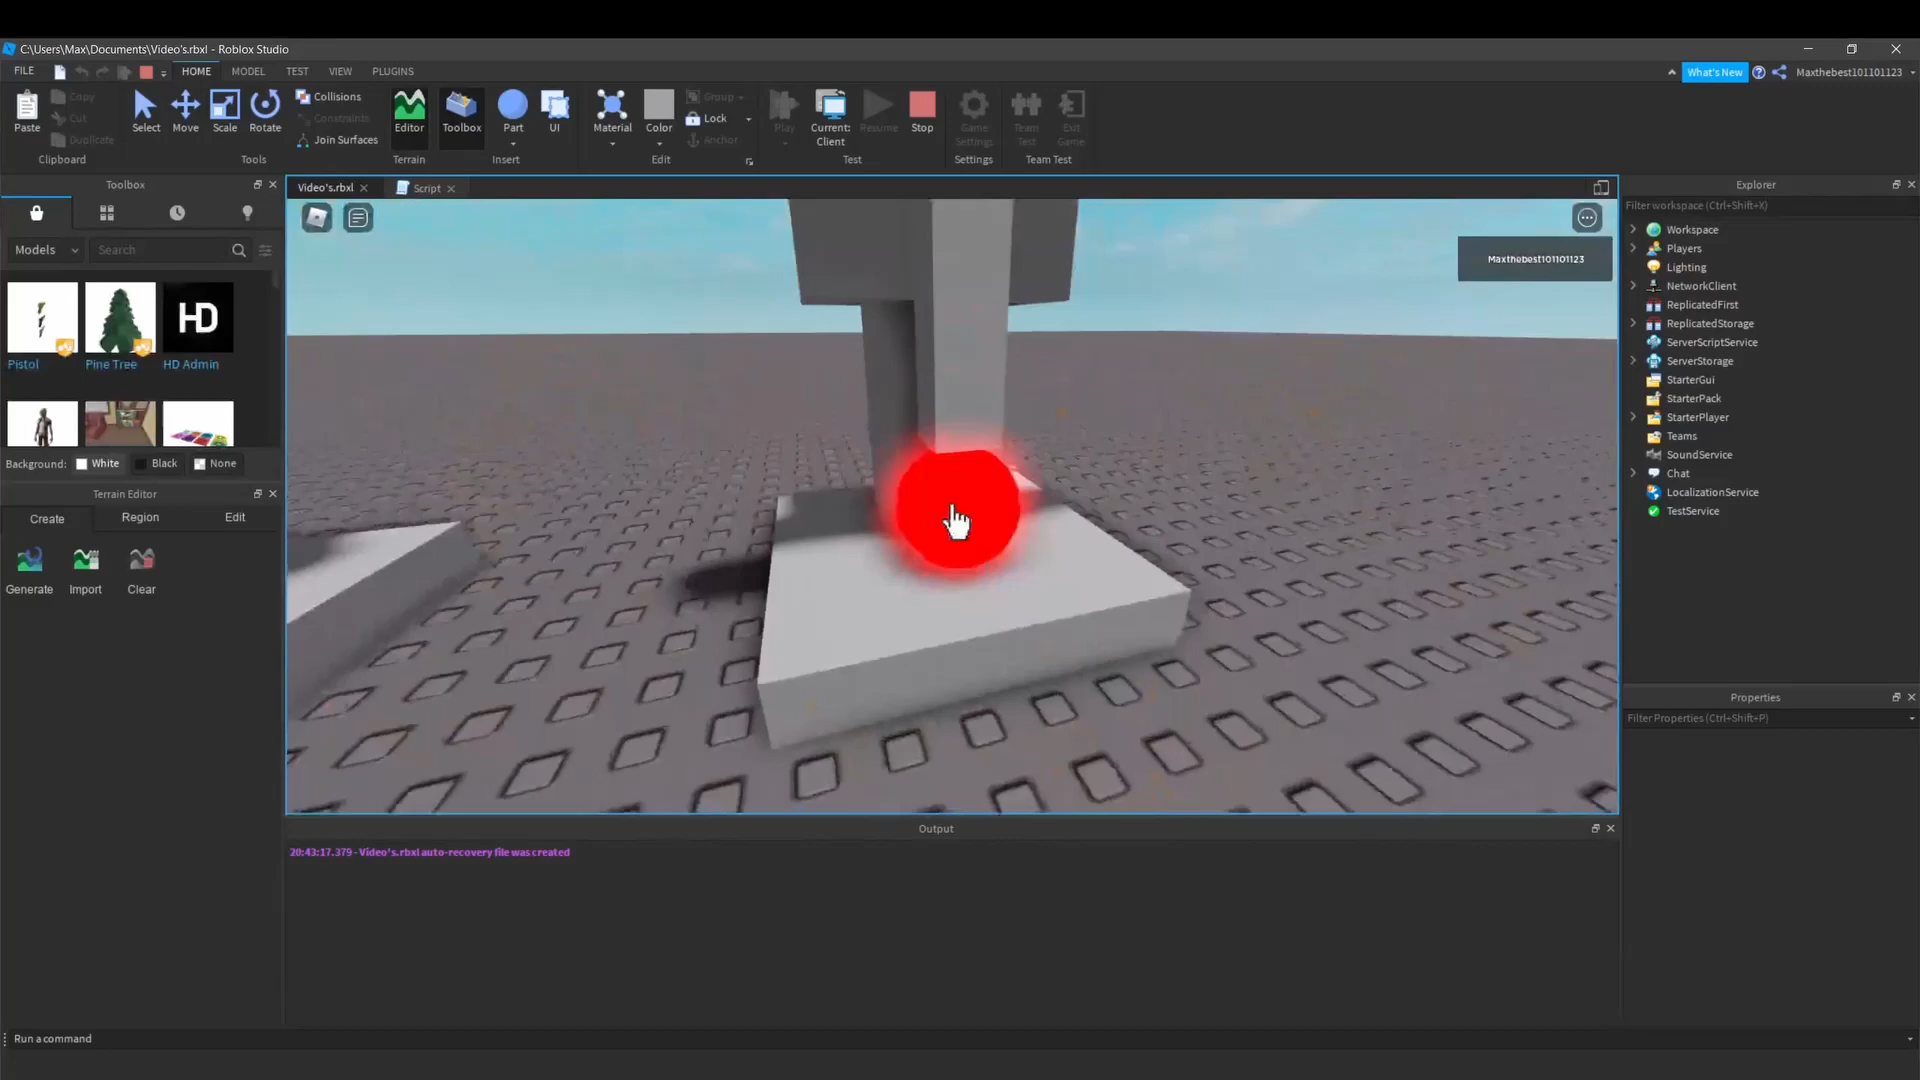 C:\Users\Max\Documents\Video's.rbxl - Roblox Studio
FILE
HOME
MODEL
TEST
VIEW
PLUGINS
What's New
Maxthebest101101123
Paste
Copy
Cut
Duplicate
Clipboard
Select
Move
Scale
Rotate
Collisions
Constraints
Join Surfaces
Tools
Editor
Terrain
Toolbox
Part
UI
Insert
Material
Color
Group
Lock
Anchor
Edit
Play
Current:
Client
Resume
Stop
Test
Game
Settings
Settings
Team
Test
Exit
Game
Team Test
Toolbox
Models
Search
Pistol
Pine Tree
HD
HD Admin
Background:
White
Black
None
Terrain Editor
Create
Region
Edit
Generate
Import
Clear
Video's.rbxl
Script
Maxthebest101101123
Output
20:43:17.379 - Video's.rbxl auto-recovery file was created
Explorer
Filter workspace (Ctrl+Shift+X)
Workspace
Players
Lighting
NetworkClient
ReplicatedFirst
ReplicatedStorage
ServerScriptService
ServerStorage
StarterGui
StarterPack
StarterPlayer
Teams
SoundService
Chat
LocalizationService
TestService
Properties
Filter Properties (Ctrl+Shift+P)
Run a command